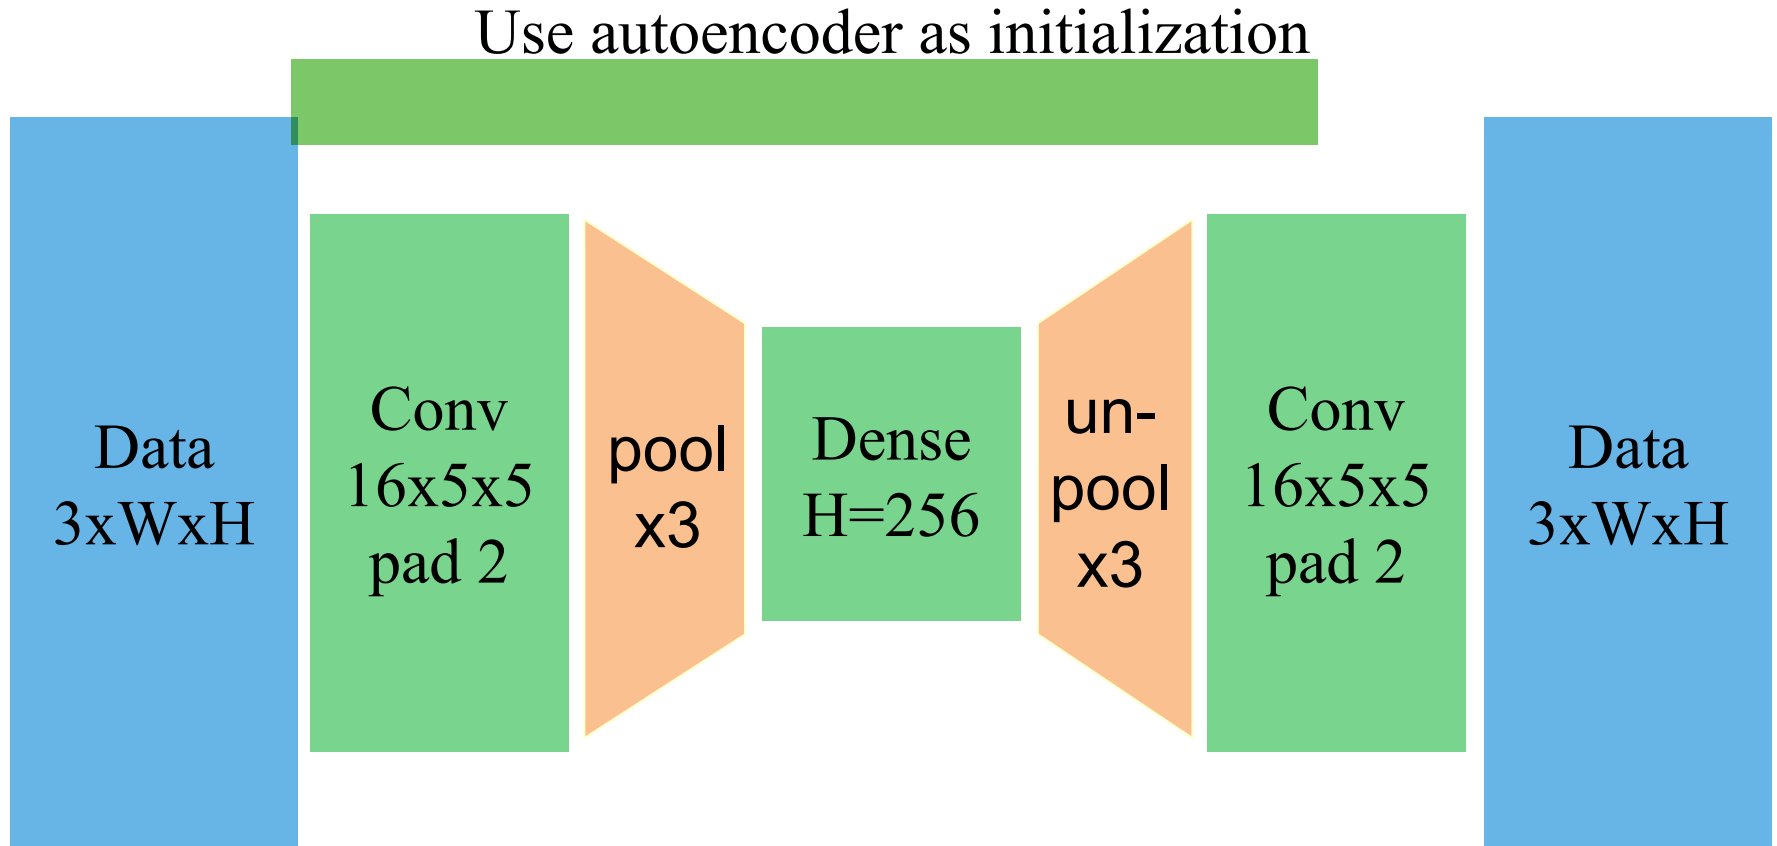 Use autoencoder as initialization
Data
3xWxH
Conv
16x5x5
pad 2
pool
x3
Dense
H=256
un-
pool
x3
Conv
16x5x5
pad 2
Data
3xWxH